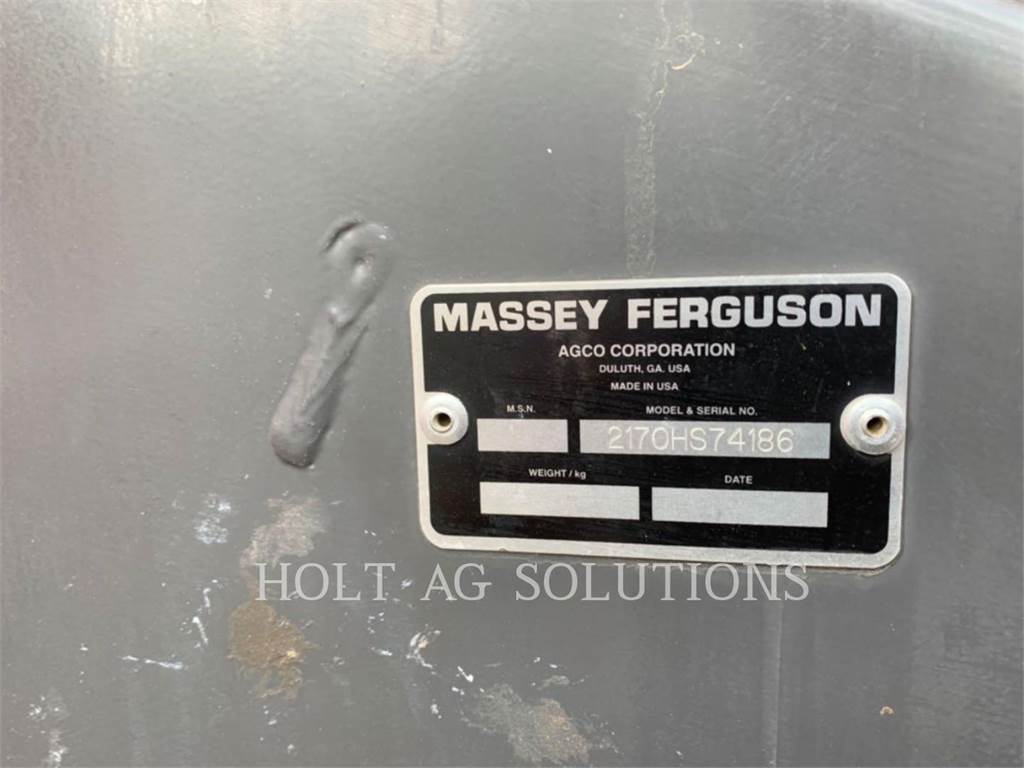 MASSEY FERGUSON
AGCO CORPORATION
DULUTH, GA. USA
MADE IN USA
M.S.N. MODEL & SERIAL NO.
2170HS74186
WEIGHT / kg DATE
HOLT AG SOLUTIONS